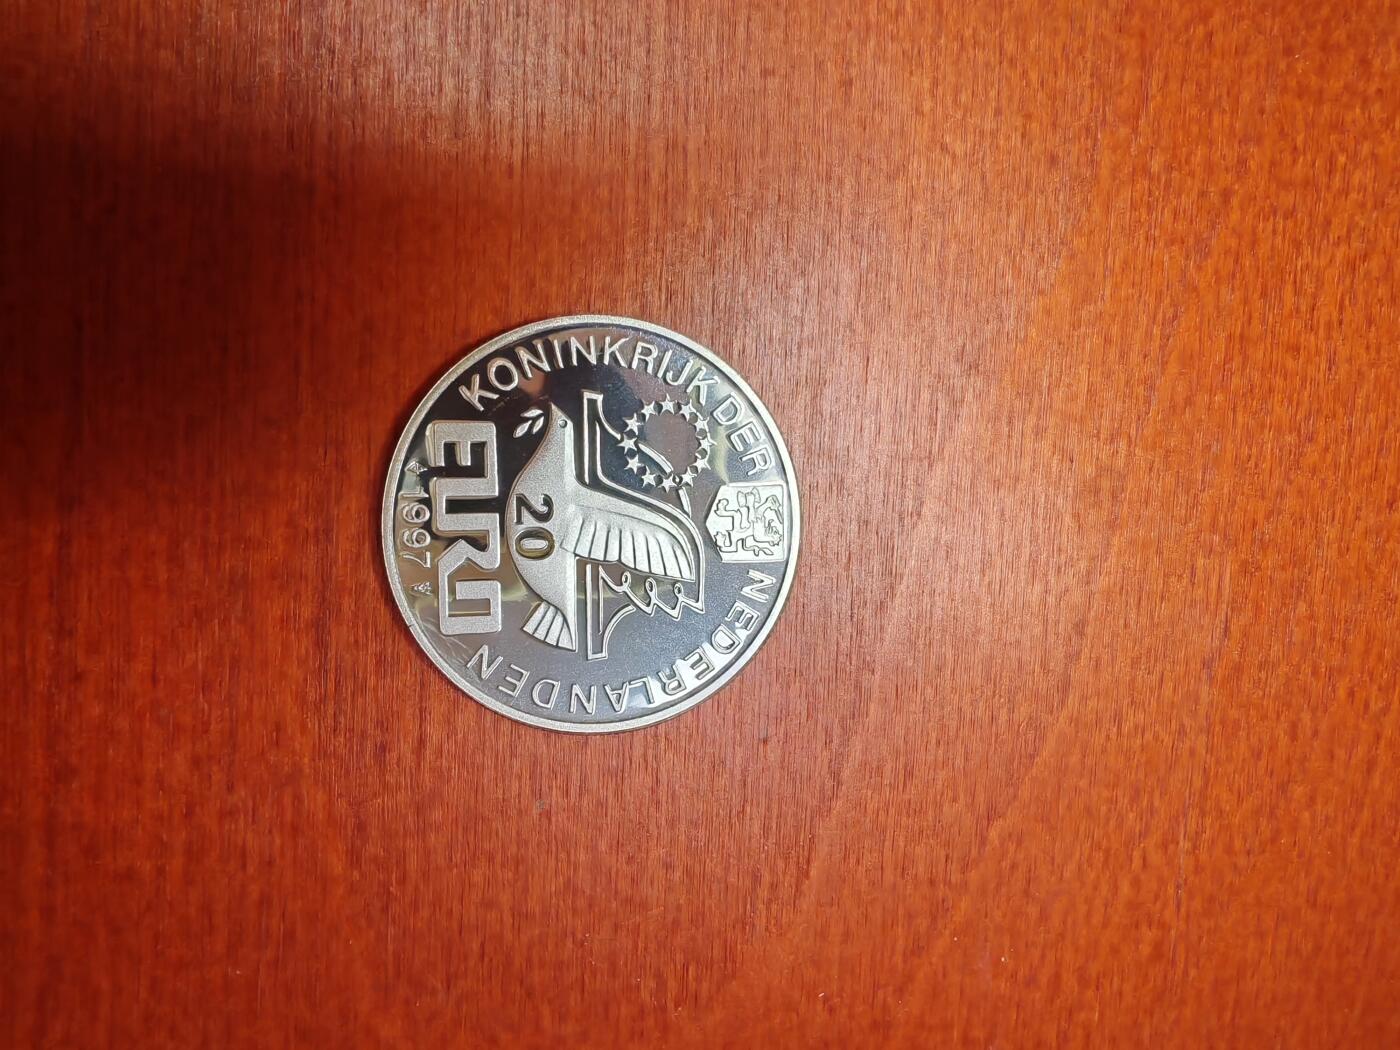 KONINKRIJK DER NEDERLANDEN
20
EURO
1997